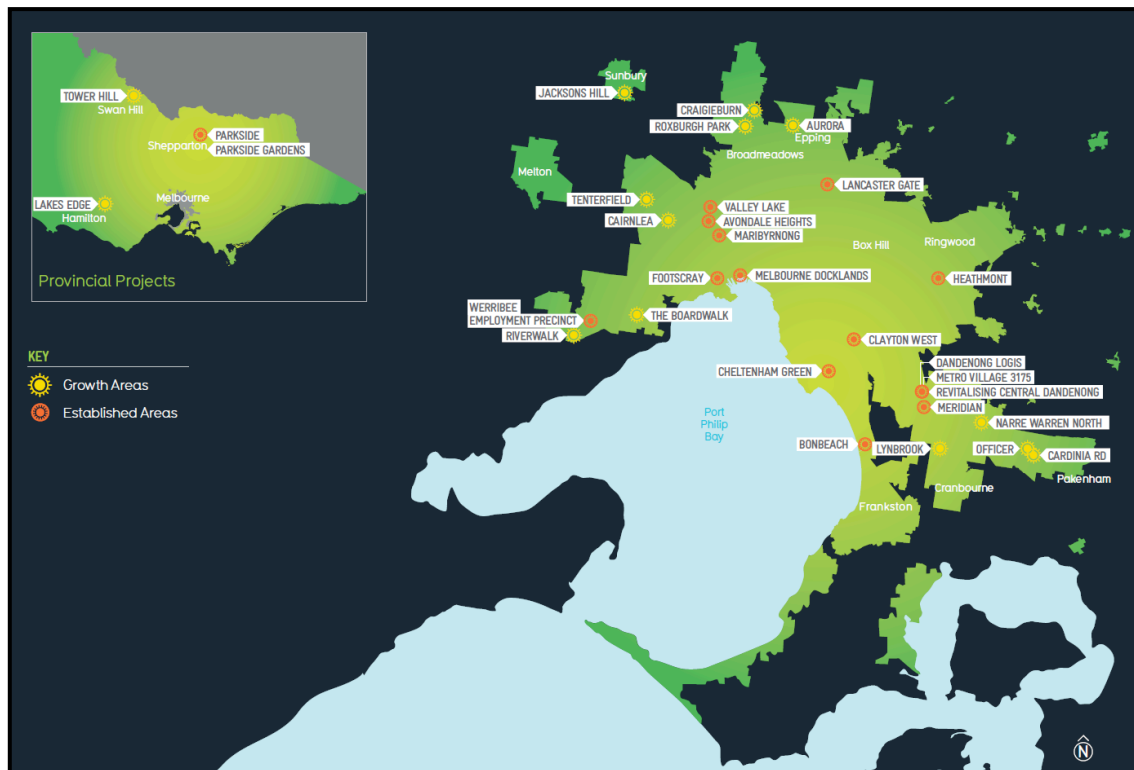 TOWER HILL
Swan Hill
PARKSIDE
Shepparton
PARKSIDE GARDENS
Melbourne
LAKES EDGE
Hamilton
Provincial Projects
KEY
Growth Areas
Established Areas
Sunbury
JACKSONS HILL
CRAIGIEBURN
ROXBURGH PARK
AURORA
Epping
Broadmeadows
Melton
LANCASTER GATE
TENTERFIELD
VALLEY LAKE
CAIRNLEA
AVONDALE HEIGHTS
MARIBYRNONG
Box Hill
Ringwood
FOOTSCRAY
MELBOURNE DOCKLANDS
HEATHMONT
WERRIBEE
EMPLOYMENT PRECINCT
THE BOARDWALK
RIVERWALK
CLAYTON WEST
CHELTENHAM GREEN
DANDENONG LOGIS
METRO VILLAGE 3175
REVITALISING CENTRAL DANDENONG
MERIDIAN
Port
Philip
Bay
NARRE WARREN NORTH
BONBEACH
LYNBROOK
OFFICER
CARDINIA RD
Pakenham
Cranbourne
Frankston
N